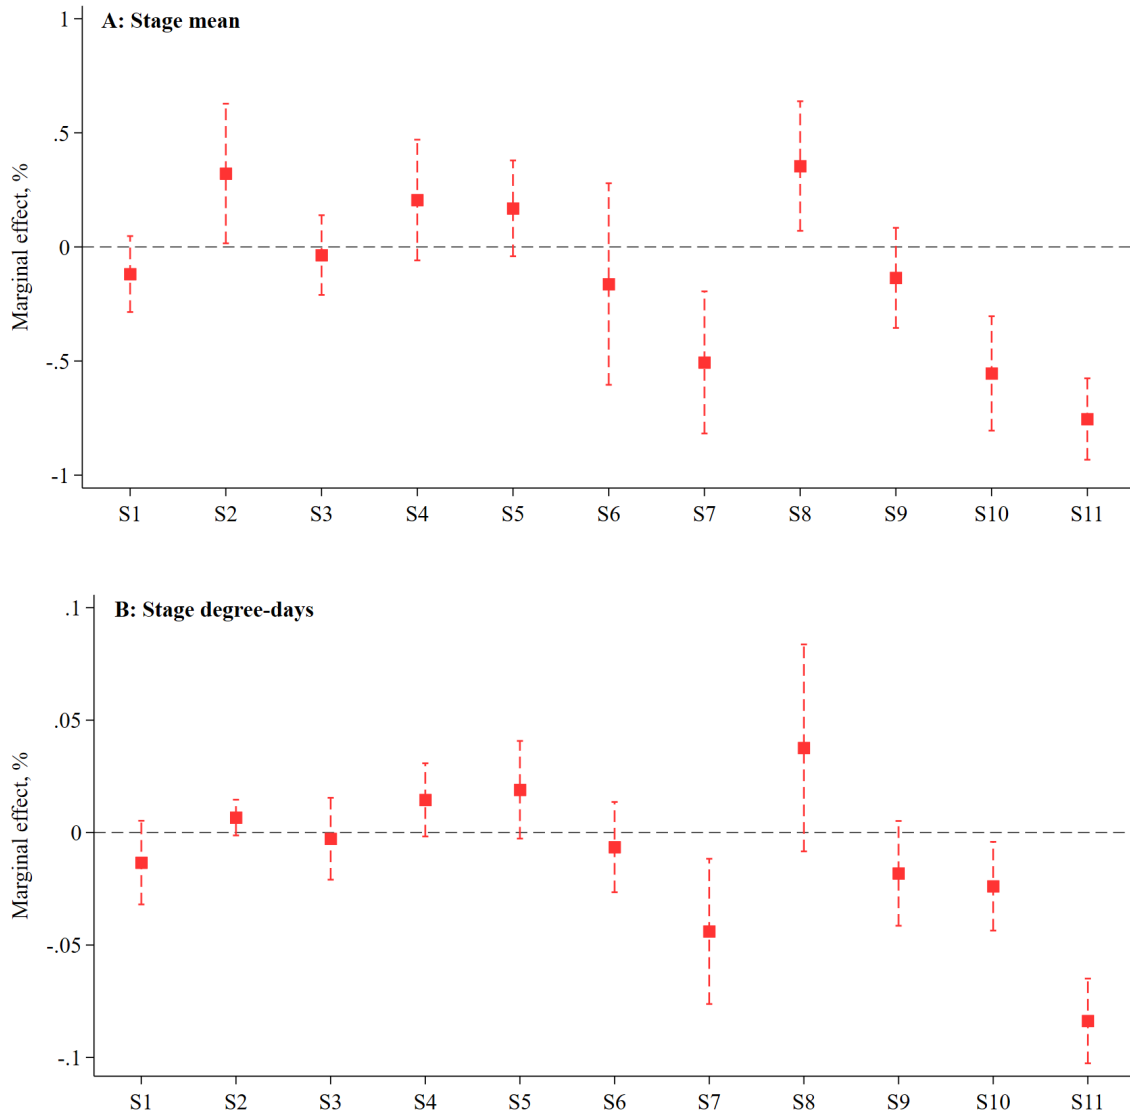 A: Stage mean
Marginal effect, %
1
.5
0
-.5
-1
S1 S2 S3 S4 S5 S6 S7 S8 S9 S10 S11
B: Stage degree-days
Marginal effect, %
.1
.05
0
-.05
-.1
S1 S2 S3 S4 S5 S6 S7 S8 S9 S10 S11